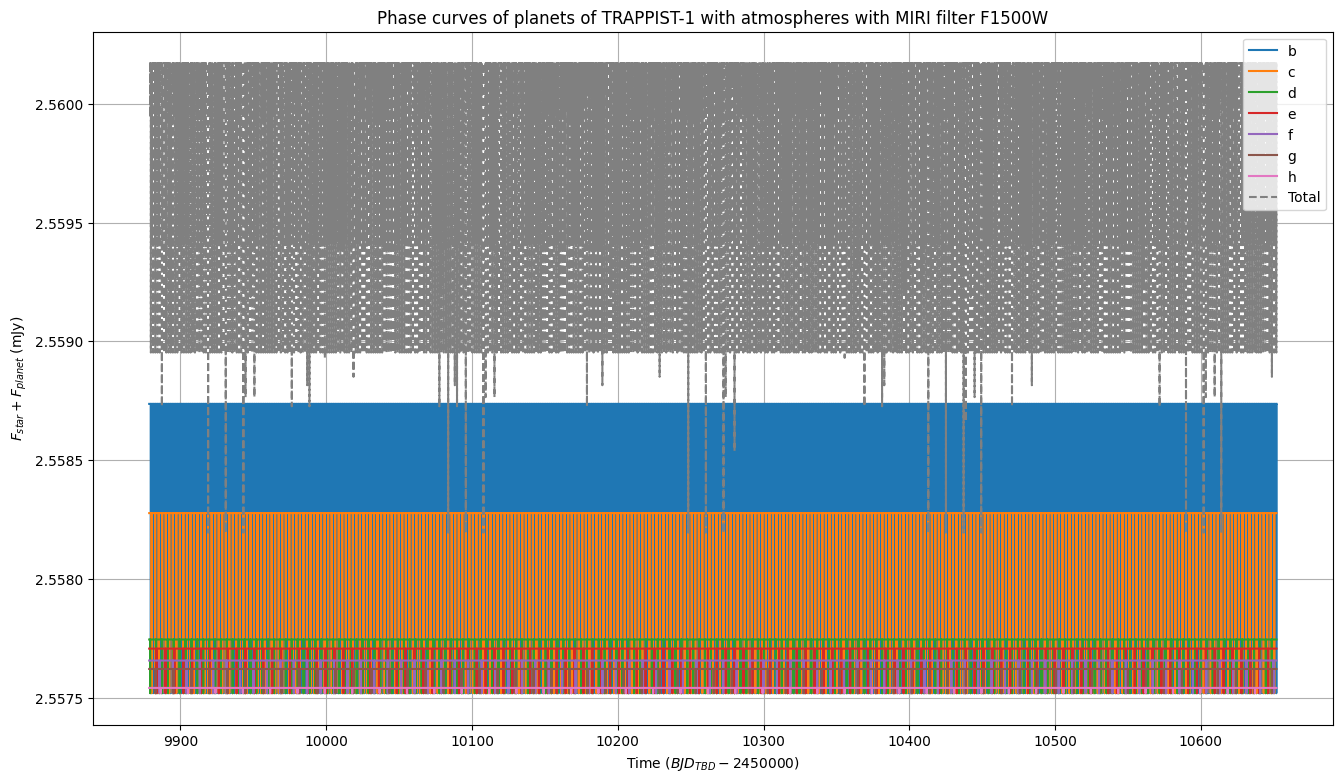 Phase curves of planets of TRAPPIST-1 with atmospheres with MIRI filter F1500W
b
c
d
e
f
g
h
Total
2.5600
2.5595
2.5590
2.5585
2.5580
2.5575
F_star + F_planet (mJy)
9900
10000
10100
10200
10300
10400
10500
10600
Time (BJD_TBD − 2450000)